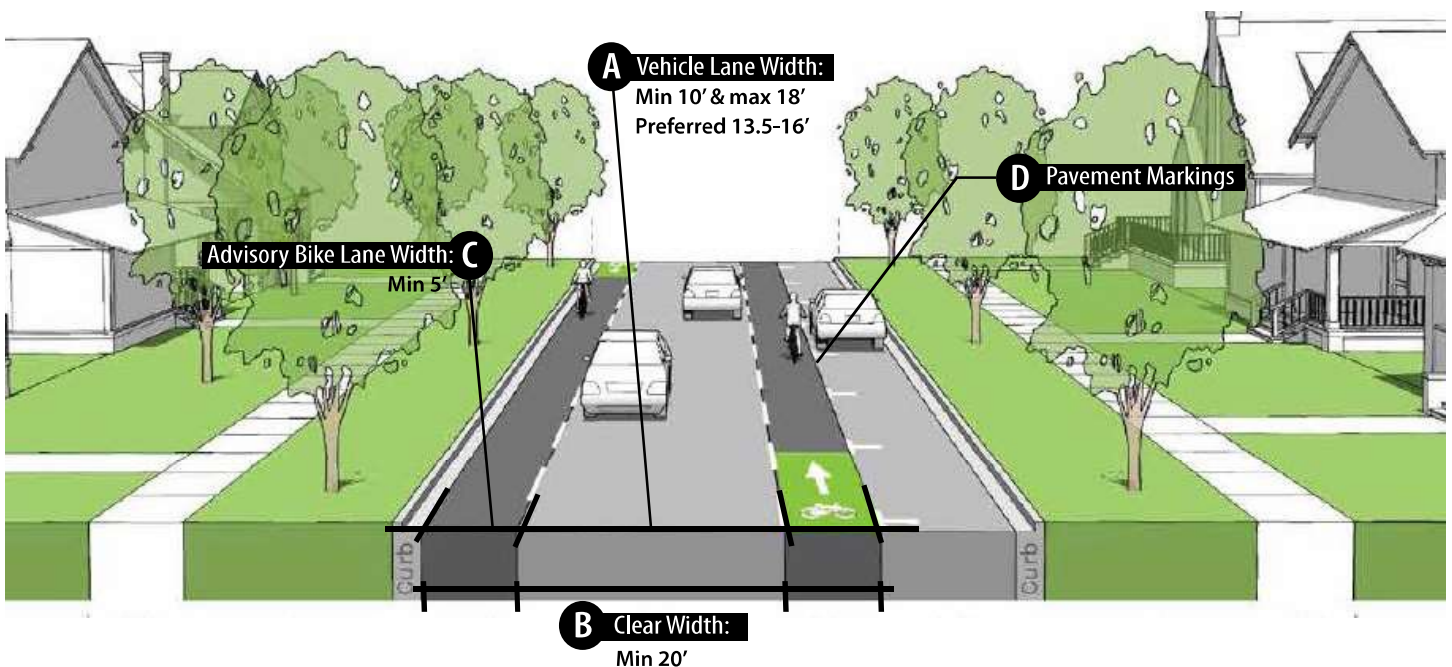 A Vehicle Lane Width:
Min 10’ & max 18’
Preferred 13.5-16’
D Pavement Markings
Advisory Bike Lane Width: C
Min 5’
Curb
Curb
B Clear Width:
Min 20’